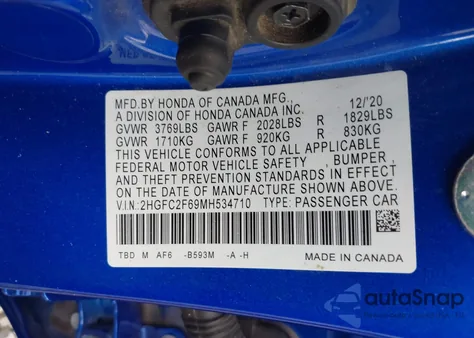 MFD.BY HONDA OF CANADA MFG., 12/'20
A DIVISION OF HONDA CANADA INC.
GVWR 3769LBS GAWR F 2028LBS R 1829LBS
GVWR 1710KG GAWR F 920KG R 830KG
THIS VEHICLE CONFORMS TO ALL APPLICABLE
FEDERAL MOTOR VEHICLE SAFETY , BUMPER ,
AND THEFT PREVENTION STANDARDS IN EFFECT
ON THE DATE OF MANUFACTURE SHOWN ABOVE.
V.I.N: 2HGFC2F69MH534710 TYPE: PASSENGER CAR
TBD M AF6 -B593M -A -H MADE IN CANADA
autoSnap